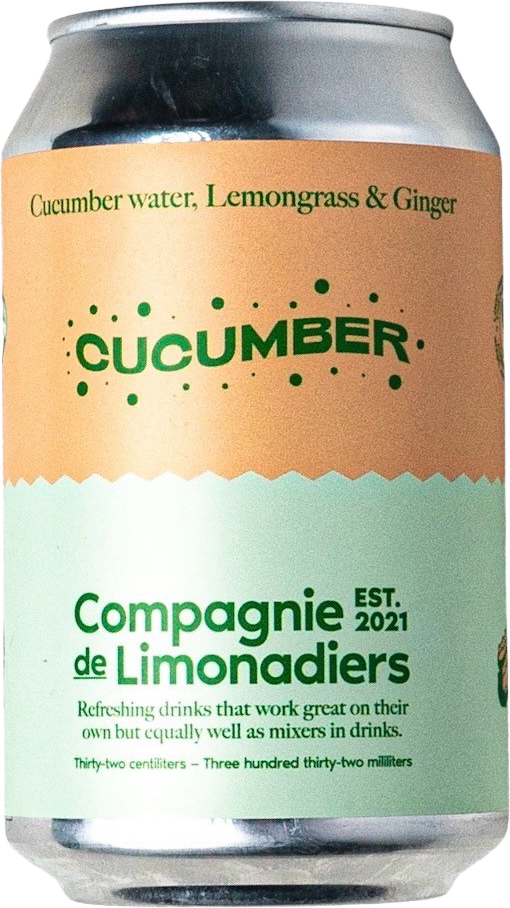 Cucumber water, Lemongrass & Ginger
CUCUMBER
Compagnie EST. 2021
de Limonadiers
Refreshing drinks that work great on their
own but equally well as mixers in drinks.
Thirty-two centiliters – Three hundred thirty-two milliliters